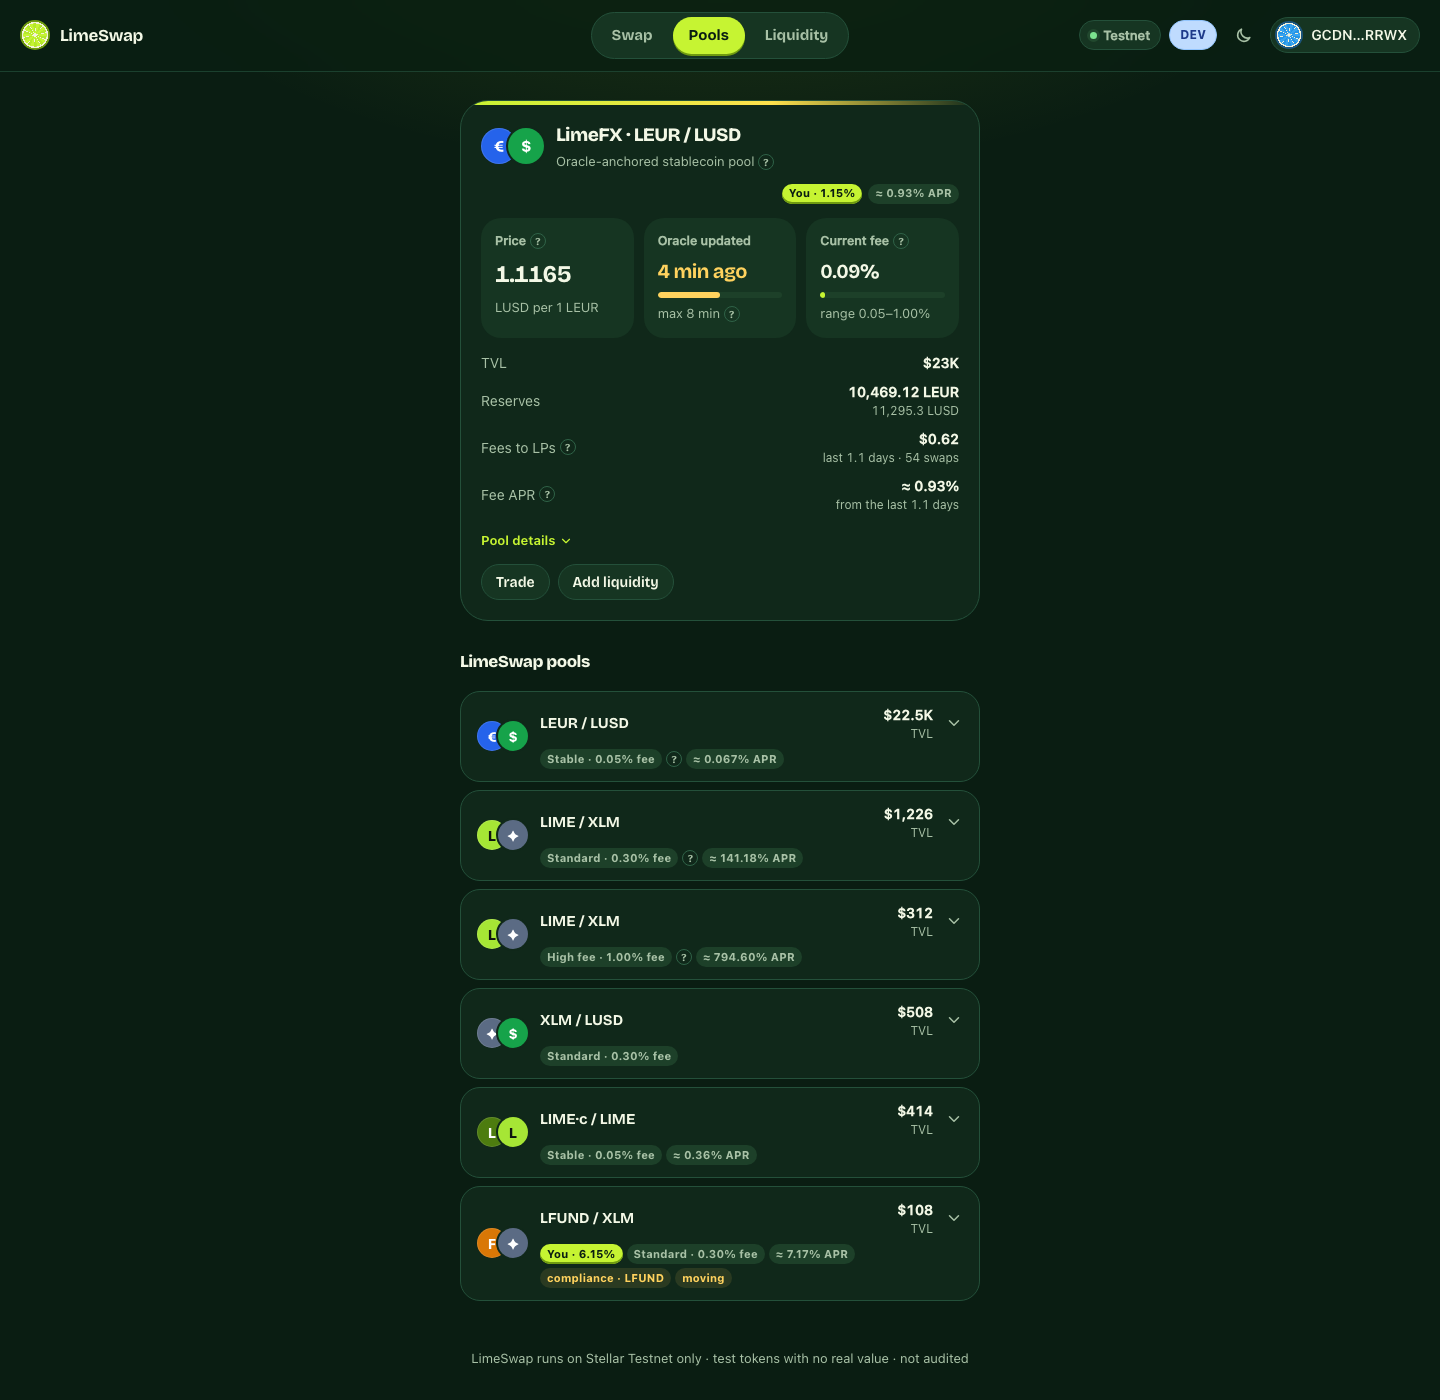 LimeSwap
Swap
Pools
Liquidity
Testnet
DEV
GCDN...RRWX
€ $
LimeFX · LEUR / LUSD
Oracle-anchored stablecoin pool ?
You · 1.15%
≈ 0.93% APR
Price ?
1.1165
LUSD per 1 LEUR
Oracle updated
4 min ago
max 8 min ?
Current fee ?
0.09%
range 0.05–1.00%
TVL
$23K
Reserves
10,469.12 LEUR
11,295.3 LUSD
Fees to LPs ?
$0.62
last 1.1 days · 54 swaps
Fee APR ?
≈ 0.93%
from the last 1.1 days
Pool details
Trade
Add liquidity
LimeSwap pools
€ $
LEUR / LUSD
$22.5K
TVL
Stable · 0.05% fee ? ≈ 0.067% APR
L
LIME / XLM
$1,226
TVL
Standard · 0.30% fee ? ≈ 141.18% APR
L
LIME / XLM
$312
TVL
High fee · 1.00% fee ? ≈ 794.60% APR
$
XLM / LUSD
$508
TVL
Standard · 0.30% fee
L L
LIME·c / LIME
$414
TVL
Stable · 0.05% fee ≈ 0.36% APR
F
LFUND / XLM
$108
TVL
You · 6.15% Standard · 0.30% fee ≈ 7.17% APR
compliance · LFUND moving
LimeSwap runs on Stellar Testnet only · test tokens with no real value · not audited